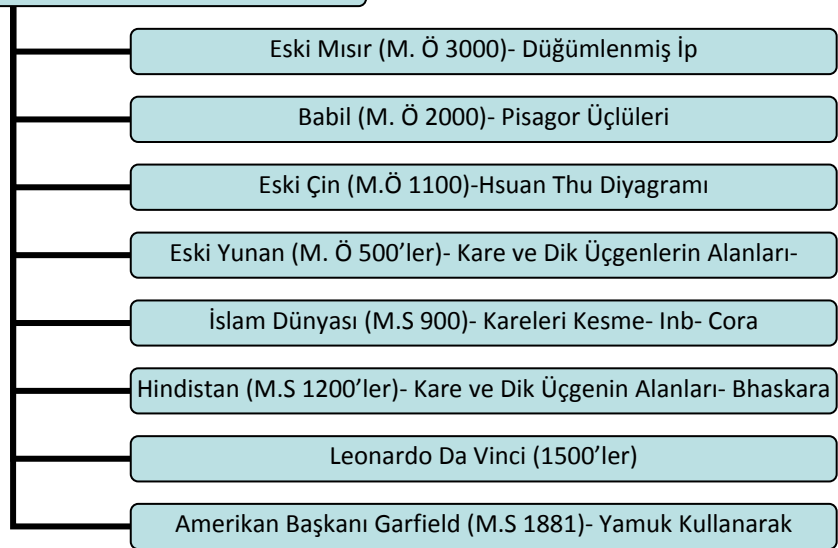 Eski Mısır (M. Ö 3000)- Düğümlenmiş İp
Babil (M. Ö 2000)- Pisagor Üçlüleri
Eski Çin (M.Ö 1100)-Hsuan Thu Diyagramı
Eski Yunan (M. Ö 500’ler)- Kare ve Dik Üçgenlerin Alanları-
İslam Dünyası (M.S 900)- Kareleri Kesme- Inb- Cora
Hindistan (M.S 1200’ler)- Kare ve Dik Üçgenin Alanları- Bhaskara
Leonardo Da Vinci (1500’ler)
Amerikan Başkanı Garfield (M.S 1881)- Yamuk Kullanarak